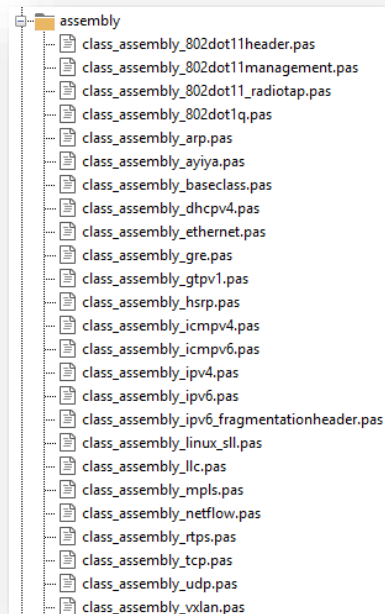 assembly
class_assembly_802dot11header.pas
class_assembly_802dot11management.pas
class_assembly_802dot11_radiotap.pas
class_assembly_802dot1q.pas
class_assembly_arp.pas
class_assembly_ayiya.pas
class_assembly_baseclass.pas
class_assembly_dhcpv4.pas
class_assembly_ethernet.pas
class_assembly_gre.pas
class_assembly_gtpv1.pas
class_assembly_hsrp.pas
class_assembly_icmpv4.pas
class_assembly_icmpv6.pas
class_assembly_ipv4.pas
class_assembly_ipv6.pas
class_assembly_ipv6_fragmentationheader.pas
class_assembly_linux_sll.pas
class_assembly_llc.pas
class_assembly_mpls.pas
class_assembly_netflow.pas
class_assembly_rtps.pas
class_assembly_tcp.pas
class_assembly_udp.pas
class_assembly_vxlan.pas